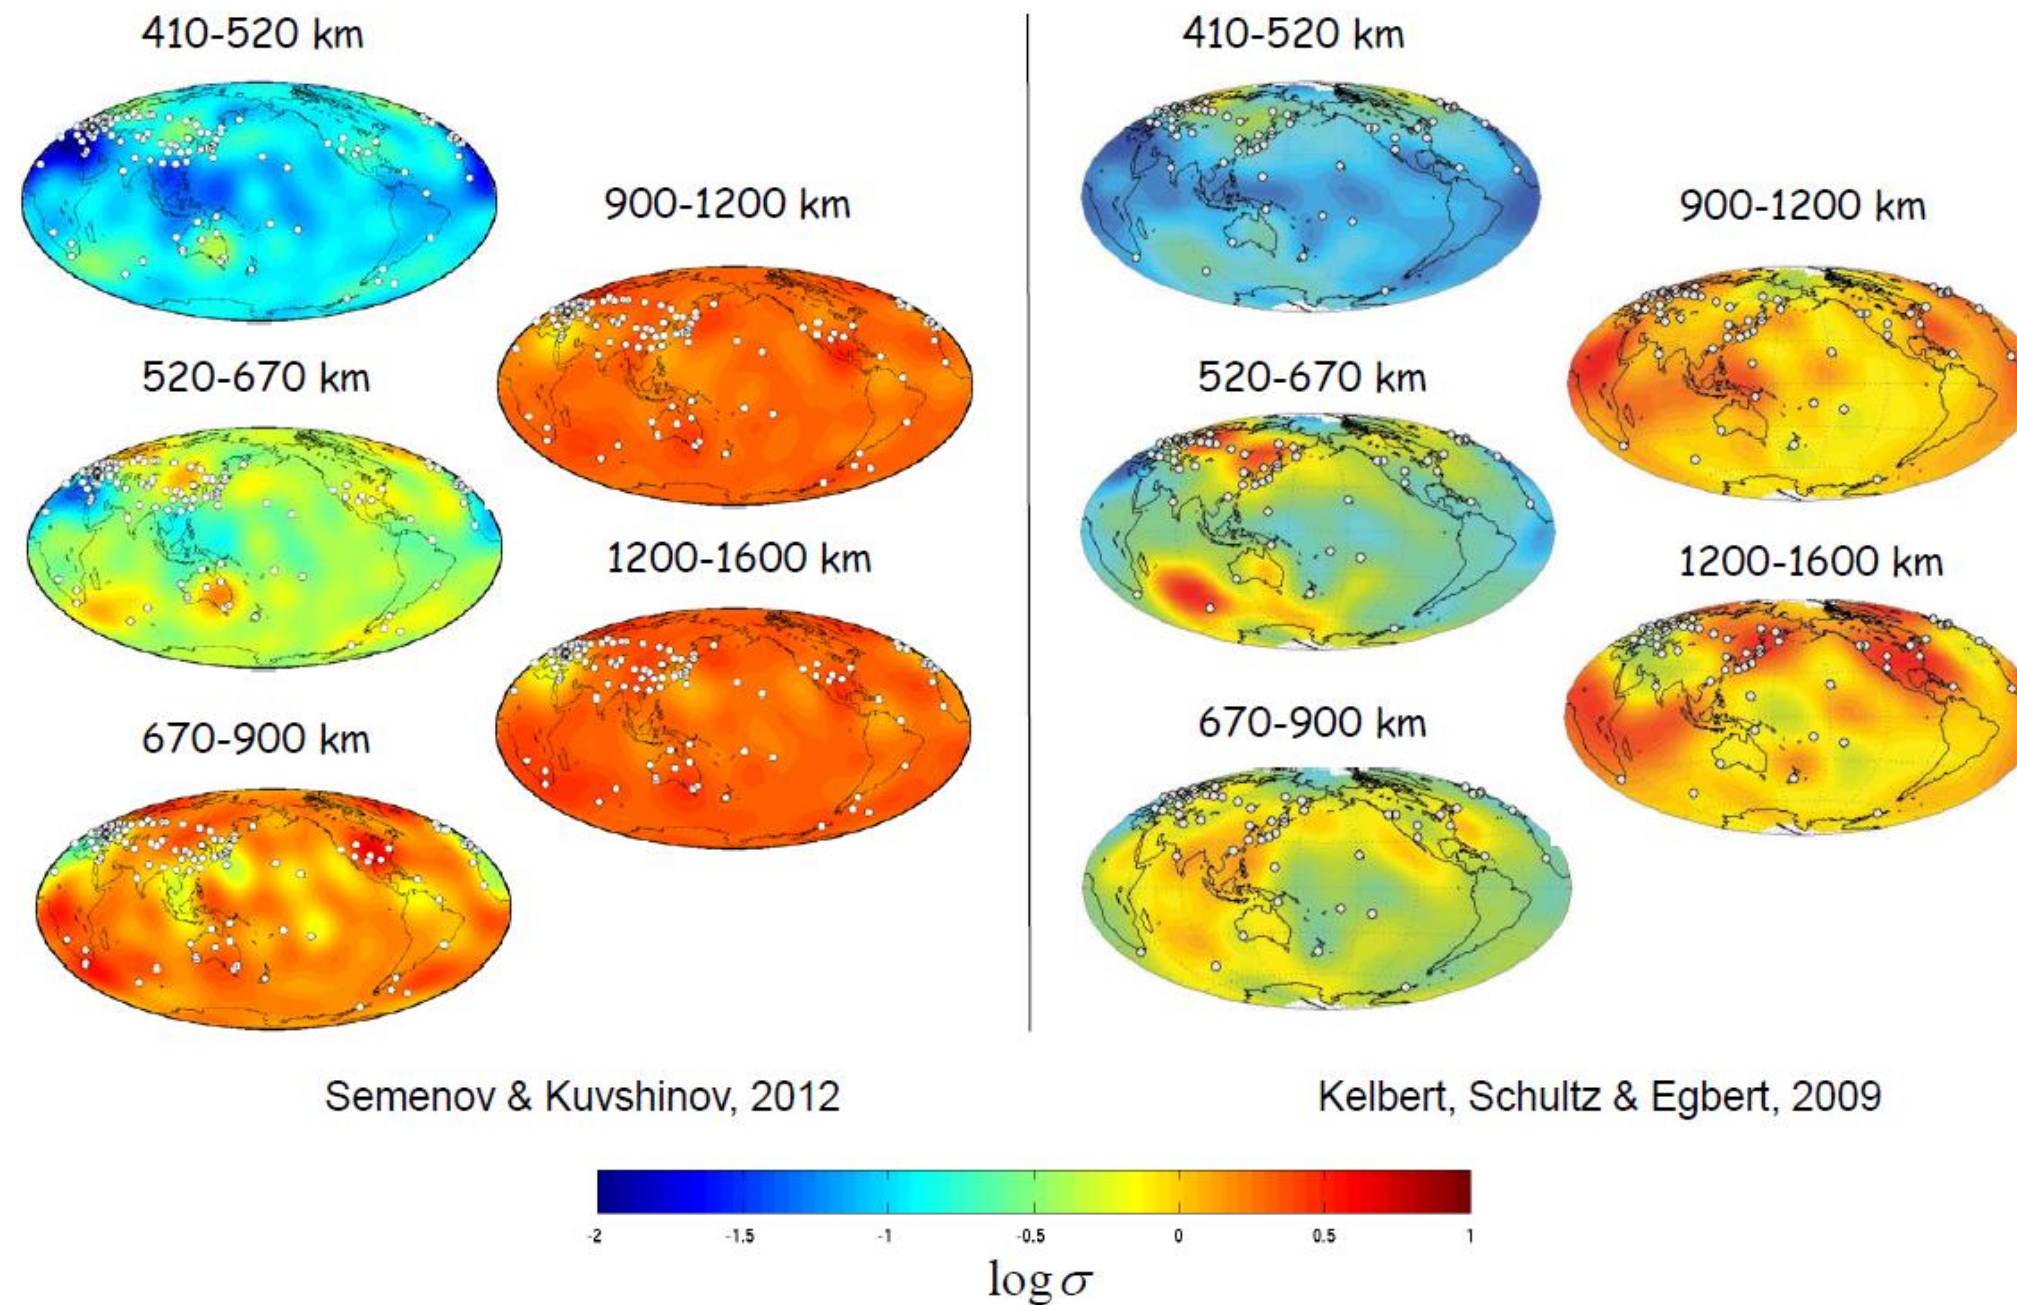 410-520 km
900-1200 km
520-670 km
1200-1600 km
670-900 km
Semenov & Kuvshinov, 2012
410-520 km
900-1200 km
520-670 km
1200-1600 km
670-900 km
Kelbert, Schultz & Egbert, 2009
-2 -1.5 -1 -0.5 0 0.5 1
log σ